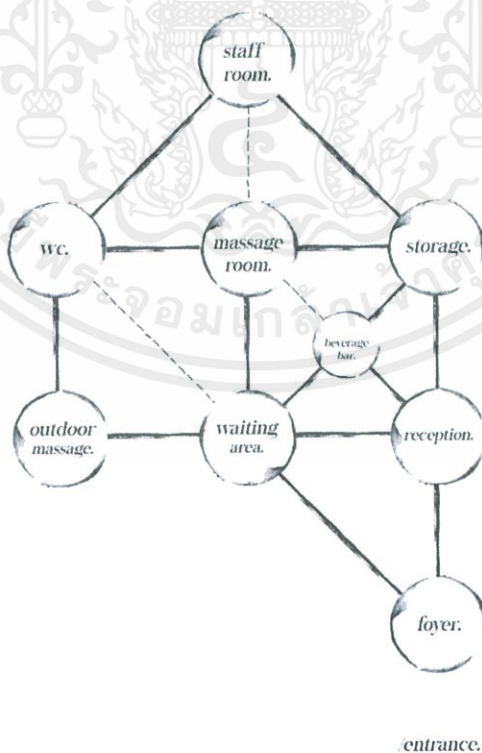 staff
room.
wc.
massage
room.
storage.
beverage
bar.
outdoor
massage.
waiting
area.
reception.
foyer.
/entrance.